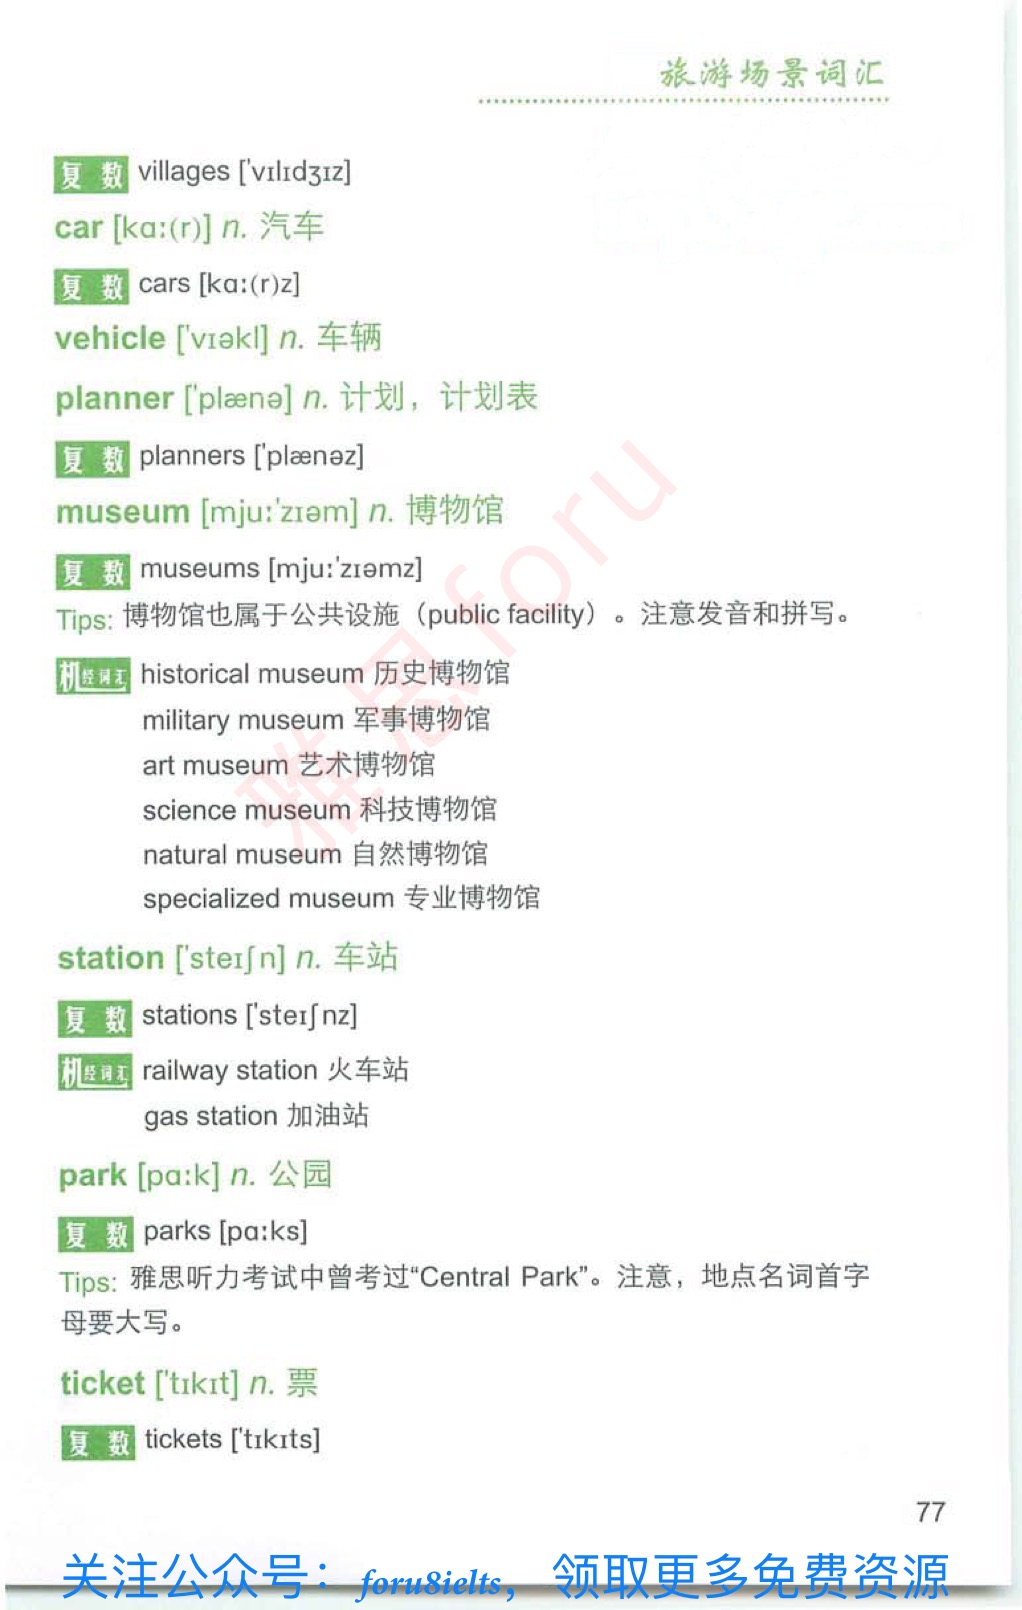 旅游场景词汇
复 数 villages ['vɪlɪdʒɪz]
car [kɑː(r)] n. 汽车
复 数 cars [kɑː(r)z]
vehicle ['vɪəkl] n. 车辆
planner ['plænə] n. 计划，计划表
复 数 planners ['plænəz]
museum [mjuː'zɪəm] n. 博物馆
复 数 museums [mjuː'zɪəmz]
Tips: 博物馆也属于公共设施（public facility）。注意发音和拼写。
机经词汇 historical museum 历史博物馆
military museum 军事博物馆
art museum 艺术博物馆
science museum 科技博物馆
natural museum 自然博物馆
specialized museum 专业博物馆
station ['steɪʃn] n. 车站
复 数 stations ['steɪʃnz]
机经词汇 railway station 火车站
gas station 加油站
park [pɑːk] n. 公园
复 数 parks [pɑːks]
Tips: 雅思听力考试中曾考过“Central Park”。注意，地点名词首字
母要大写。
ticket ['tɪkɪt] n. 票
复 数 tickets ['tɪkɪts]
77
雅思foru
关注公众号：foru8ielts，领取更多免费资源